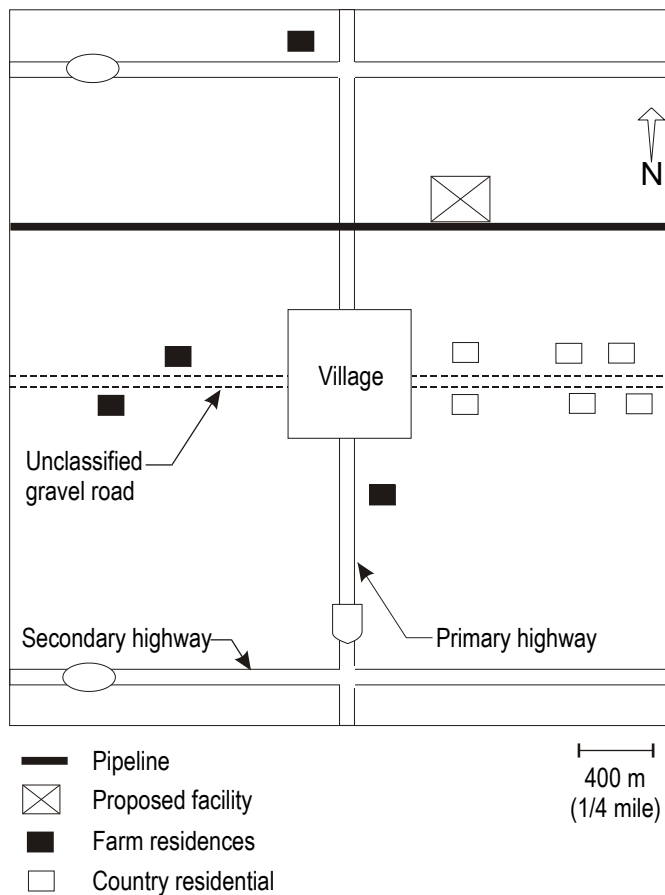 N
Village
Unclassified
gravel road
Secondary highway
Primary highway
Pipeline
Proposed facility
Farm residences
Country residential
400 m
(1/4 mile)